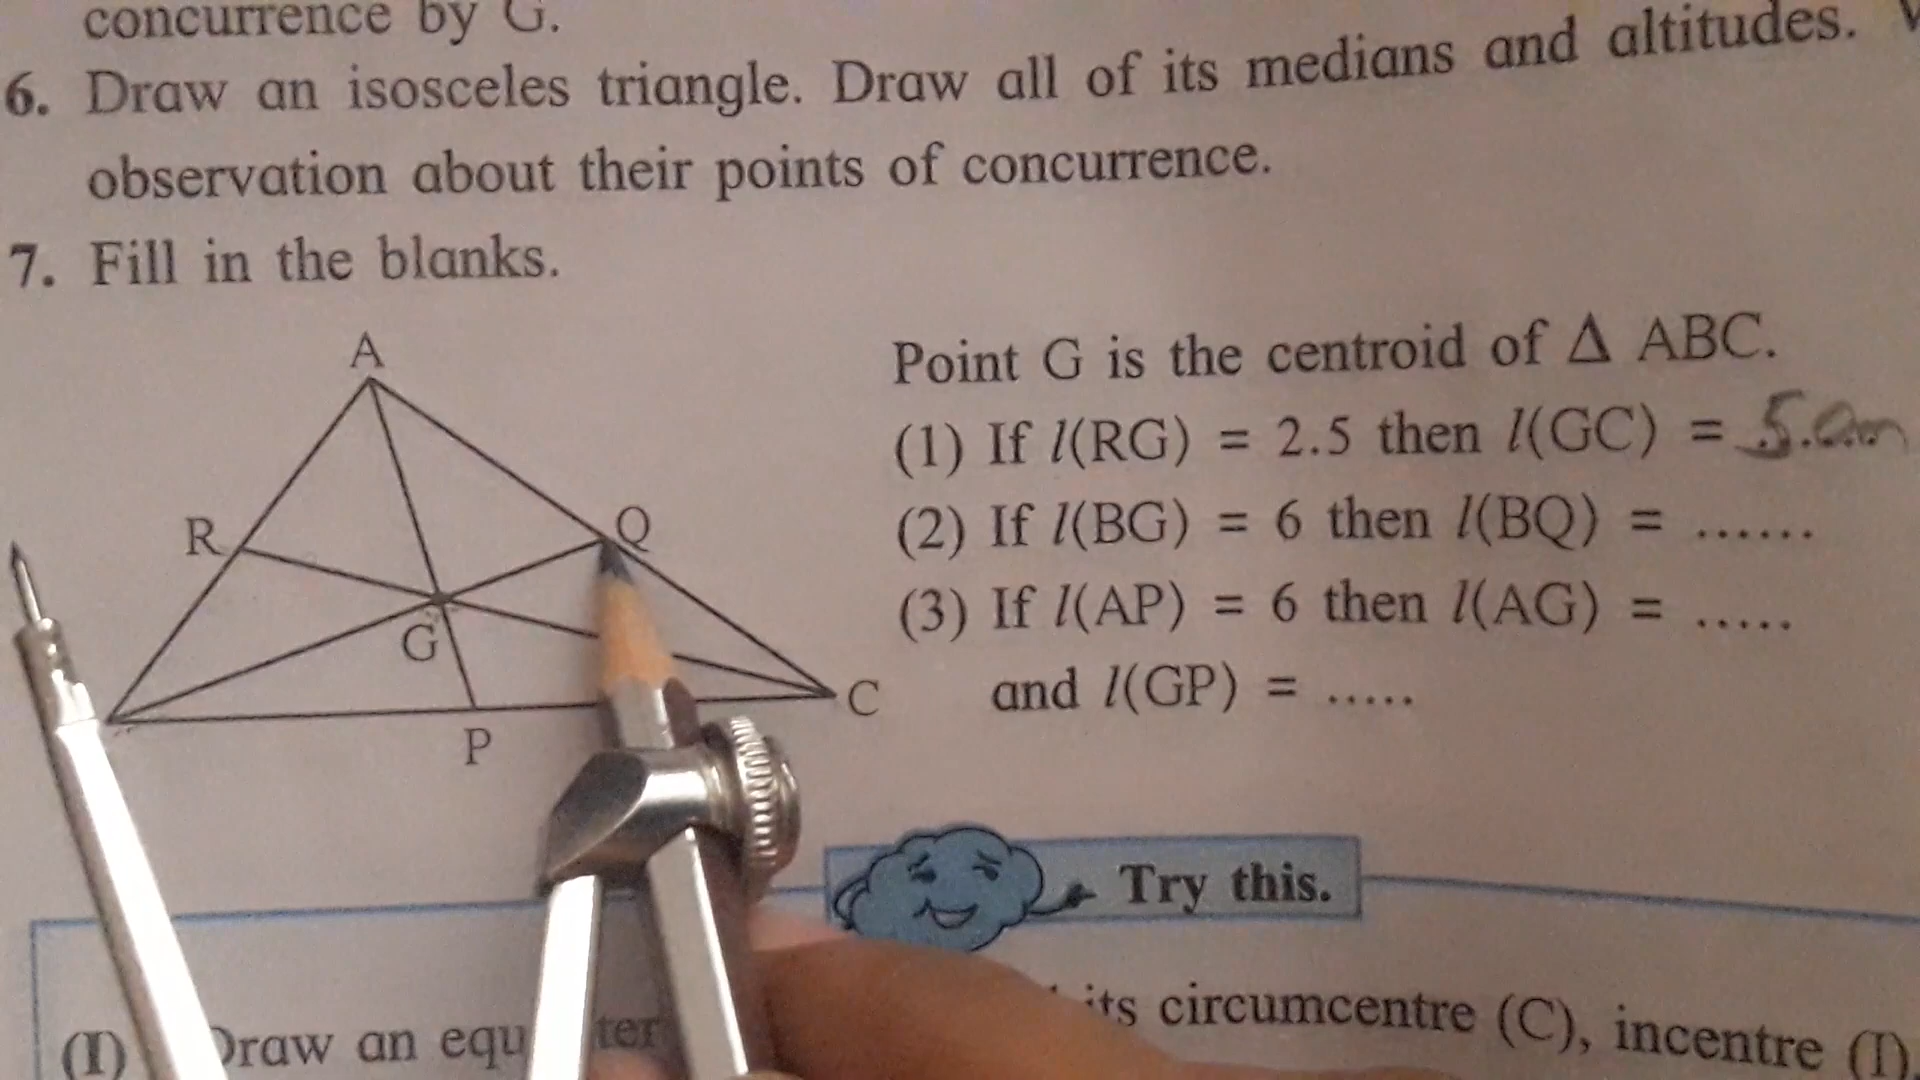 concurrence by G.
6. Draw an isosceles triangle. Draw all of its medians and altitudes.
observation about their points of concurrence.
7. Fill in the blanks.
A
R
Q
G
P
C
Point G is the centroid of Δ ABC.
(1) If l(RG) = 2.5 then l(GC) = 5.
(2) If l(BG) = 6 then l(BQ) = ......
(3) If l(AP) = 6 then l(AG) = .....
and l(GP) = .....
Try this.
(I) Draw an equ ter its circumcentre (C), incentre (I),